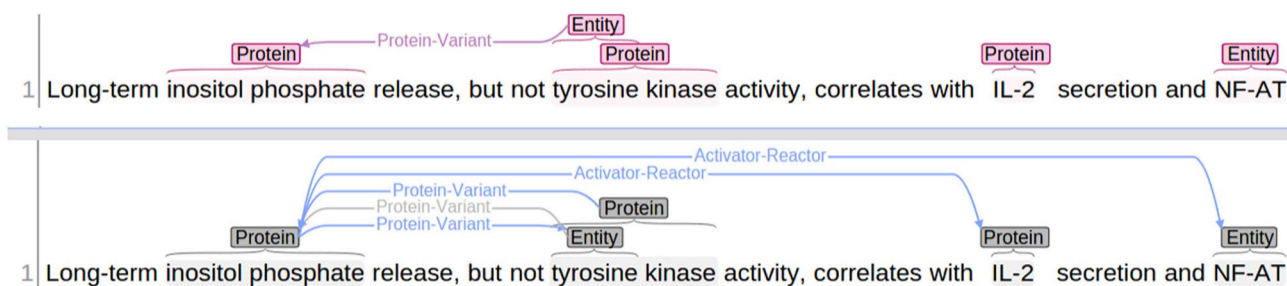 Entity
Protein-Variant
Protein Protein Protein Entity
1 Long-term inositol phosphate release, but not tyrosine kinase activity, correlates with IL-2 secretion and NF-AT
Activator-Reactor
Activator-Reactor
Protein-Variant
Protein-Variant Protein
Protein-Variant
Protein Entity Protein Entity
1 Long-term inositol phosphate release, but not tyrosine kinase activity, correlates with IL-2 secretion and NF-AT